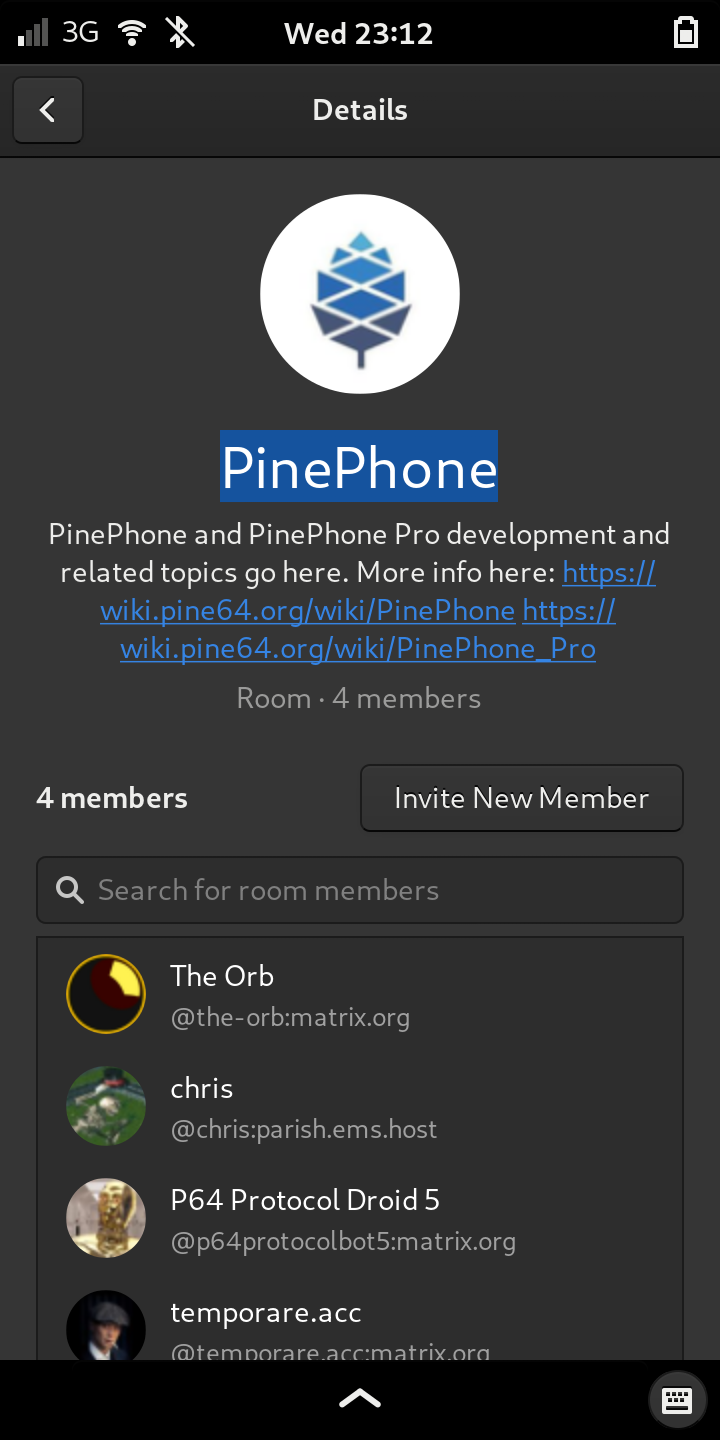 3G
Wed 23:12
Details
PinePhone
PinePhone and PinePhone Pro development and
related topics go here. More info here: https://
wiki.pine64.org/wiki/PinePhone https://
wiki.pine64.org/wiki/PinePhone_Pro
Room · 4 members
4 members
Invite New Member
Search for room members
The Orb
@the-orb:matrix.org
chris
@chris:parish.ems.host
P64 Protocol Droid 5
@p64protocolbot5:matrix.org
temporare.acc
@temporare.acc:matrix.org